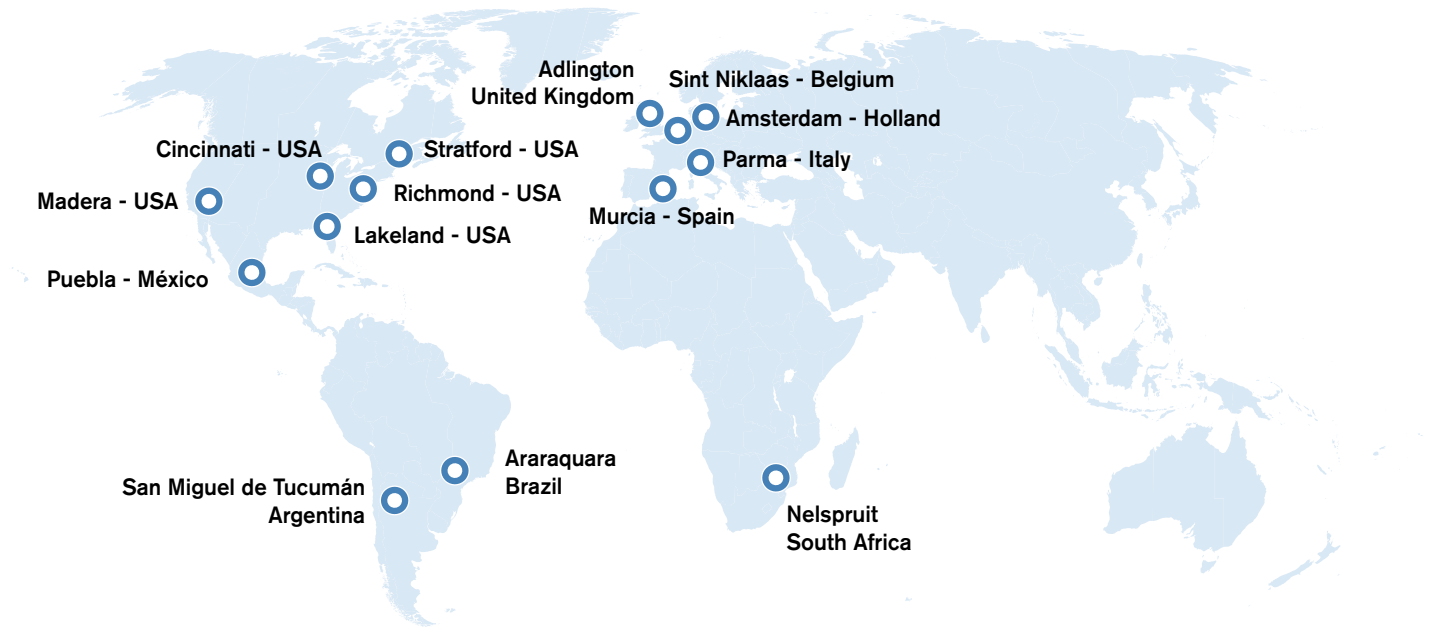 Adlington
United Kingdom
Sint Niklaas - Belgium
Amsterdam - Holland
Cincinnati - USA
Stratford - USA
Parma - Italy
Madera - USA
Richmond - USA
Murcia - Spain
Lakeland - USA
Puebla - México
Araraquara
Brazil
San Miguel de Tucumán
Argentina
Nelspruit
South Africa